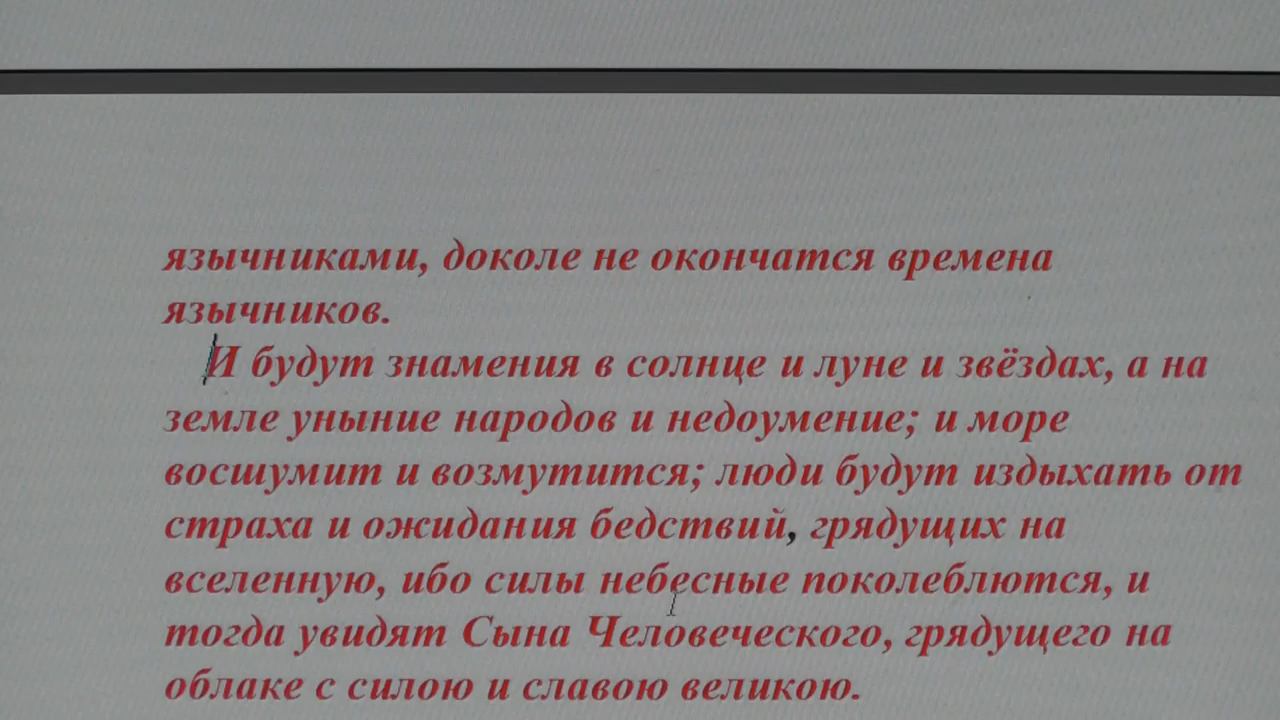 язычниками, доколе не окончатся времена
язычников.
И будут знамения в солнце и луне и звёздах, а на
земле уныние народов и недоумение; и море
восшумит и возмутится; люди будут издыхать от
страха и ожидания бедствий, грядущих на
вселенную, ибо силы небесные поколеблются, и
тогда увидят Сына Человеческого, грядущего на
облаке с силою и славою великою.